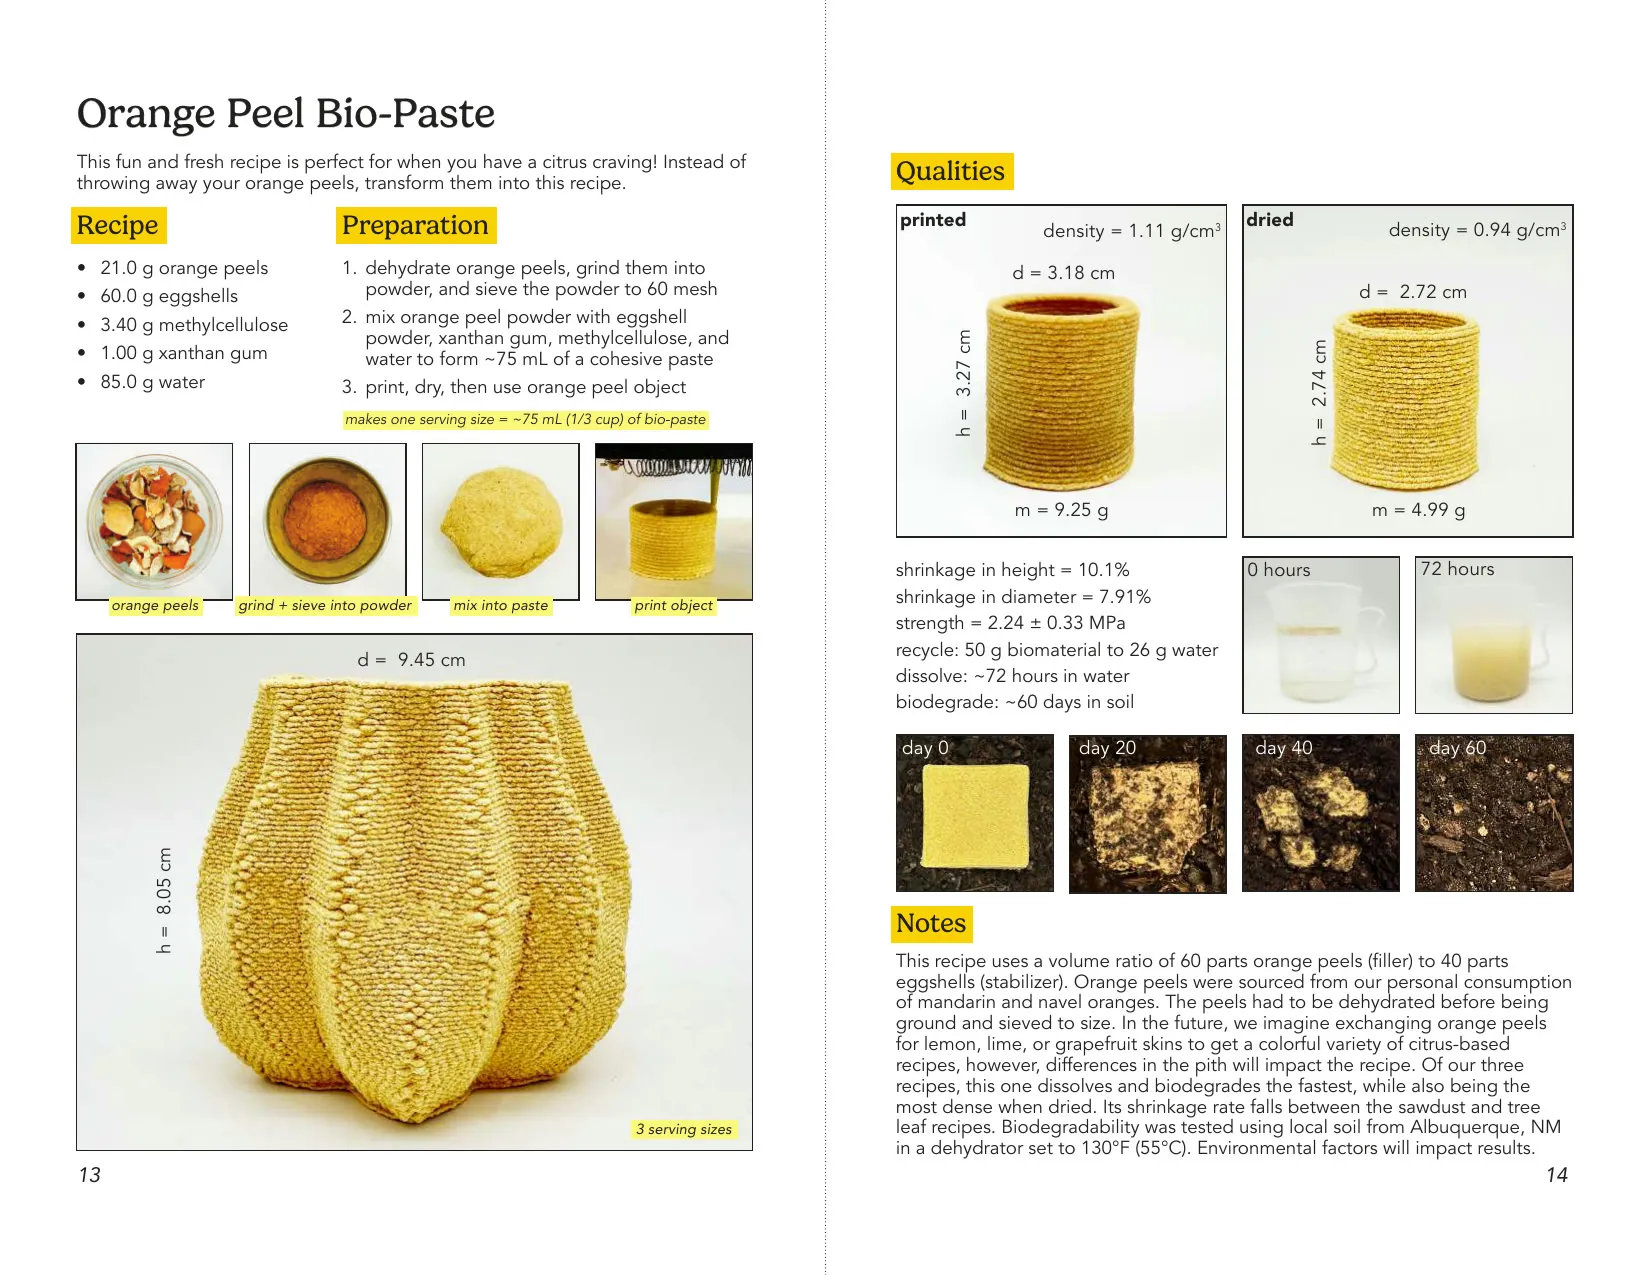 Orange Peel Bio-Paste
This fun and fresh recipe is perfect for when you have a citrus craving! Instead of
throwing away your orange peels, transform them into this recipe.
Recipe
• 21.0 g orange peels
• 60.0 g eggshells
• 3.40 g methylcellulose
• 1.00 g xanthan gum
• 85.0 g water
Preparation
1. dehydrate orange peels, grind them into
powder, and sieve the powder to 60 mesh
2. mix orange peel powder with eggshell
powder, xanthan gum, methylcellulose, and
water to form ~75 mL of a cohesive paste
3. print, dry, then use orange peel object
makes one serving size = ~75 mL (1/3 cup) of bio-paste
orange peels
grind + sieve into powder
mix into paste
print object
d = 9.45 cm
h = 8.05 cm
3 serving sizes
13
Qualities
printed
density = 1.11 g/cm³
d = 3.18 cm
h = 3.27 cm
m = 9.25 g
dried
density = 0.94 g/cm³
d = 2.72 cm
h = 2.74 cm
m = 4.99 g
shrinkage in height = 10.1%
shrinkage in diameter = 7.91%
strength = 2.24 ± 0.33 MPa
recycle: 50 g biomaterial to 26 g water
dissolve: ~72 hours in water
biodegrade: ~60 days in soil
0 hours
72 hours
day 0
day 20
day 40
day 60
Notes
This recipe uses a volume ratio of 60 parts orange peels (filler) to 40 parts
eggshells (stabilizer). Orange peels were sourced from our personal consumption
of mandarin and navel oranges. The peels had to be dehydrated before being
ground and sieved to size. In the future, we imagine exchanging orange peels
for lemon, lime, or grapefruit skins to get a colorful variety of citrus-based
recipes, however, differences in the pith will impact the recipe. Of our three
recipes, this one dissolves and biodegrades the fastest, while also being the
most dense when dried. Its shrinkage rate falls between the sawdust and tree
leaf recipes. Biodegradability was tested using local soil from Albuquerque, NM
in a dehydrator set to 130°F (55°C). Environmental factors will impact results.
14